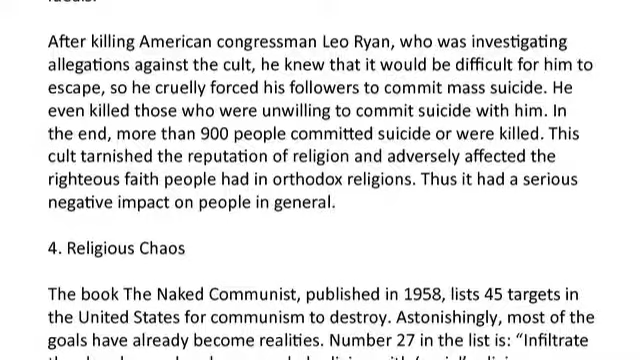 After killing American congressman Leo Ryan, who was investigating
allegations against the cult, he knew that it would be difficult for him to
escape, so he cruelly forced his followers to commit mass suicide. He
even killed those who were unwilling to commit suicide with him. In
the end, more than 900 people committed suicide or were killed. This
cult tarnished the reputation of religion and adversely affected the
righteous faith people had in orthodox religions. Thus it had a serious
negative impact on people in general.
4. Religious Chaos
The book The Naked Communist, published in 1958, lists 45 targets in
the United States for communism to destroy. Astonishingly, most of the
goals have already become realities. Number 27 in the list is: “Infiltrate